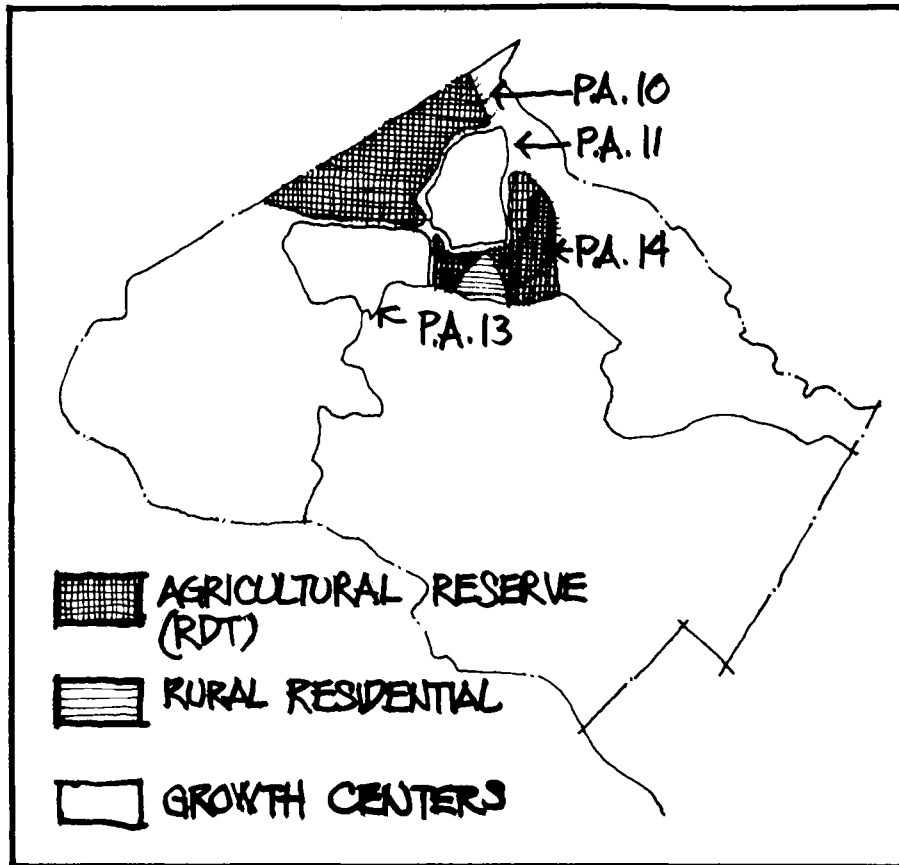 P.A. 10
P.A. 11
P.A. 14
P.A. 13
AGRICULTURAL RESERVE
(RDT)
RURAL RESIDENTIAL
GROWTH CENTERS